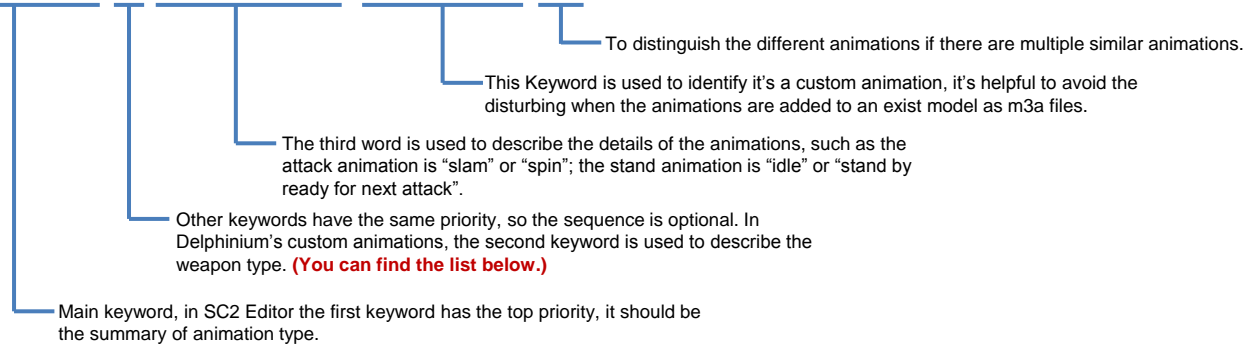 To distinguish the different animations if there are multiple similar animations.
This Keyword is used to identify it's a custom animation, it's helpful to avoid the
disturbing when the animations are added to an exist model as m3a files.
The third word is used to describe the details of the animations, such as the
attack animation is “slam” or “spin”; the stand animation is “idle” or “stand by
ready for next attack”.
Other keywords have the same priority, so the sequence is optional. In
Delphinium's custom animations, the second keyword is used to describe the
weapon type. (You can find the list below.)
Main keyword, in SC2 Editor the first keyword has the top priority, it should be
the summary of animation type.